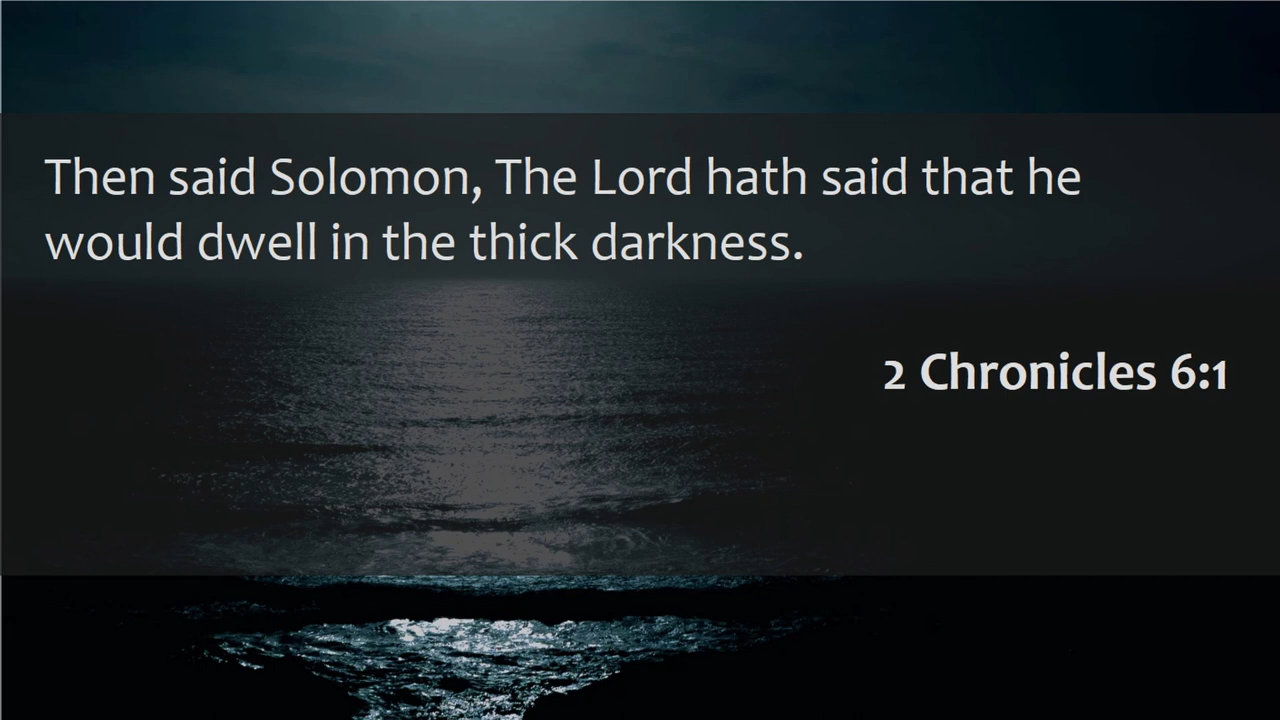 Then said Solomon, The Lord hath said that he
would dwell in the thick darkness.
2 Chronicles 6:1